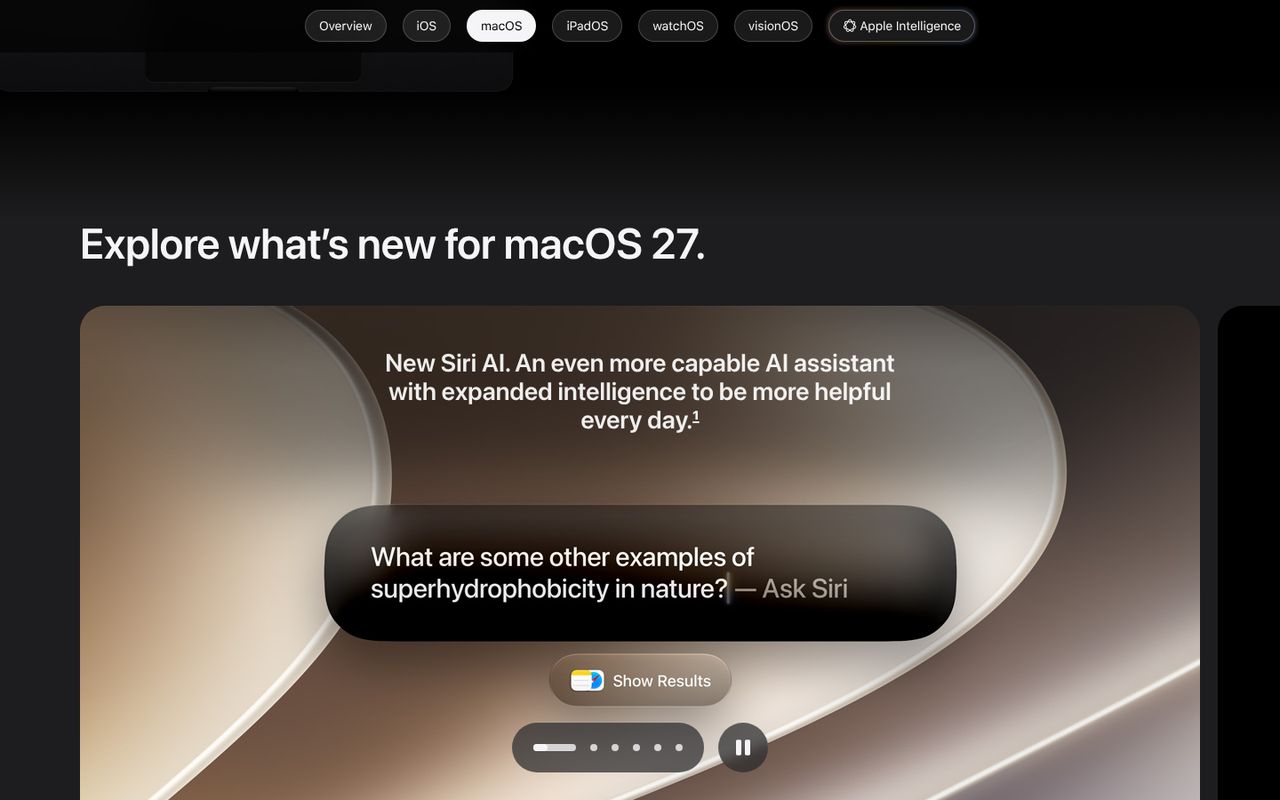 Overview
iOS
macOS
iPadOS
watchOS
visionOS
Apple Intelligence
Explore what’s new for macOS 27.
New Siri AI. An even more capable AI assistant
with expanded intelligence to be more helpful
every day.¹
What are some other examples of
superhydrophobicity in nature? — Ask Siri
Show Results